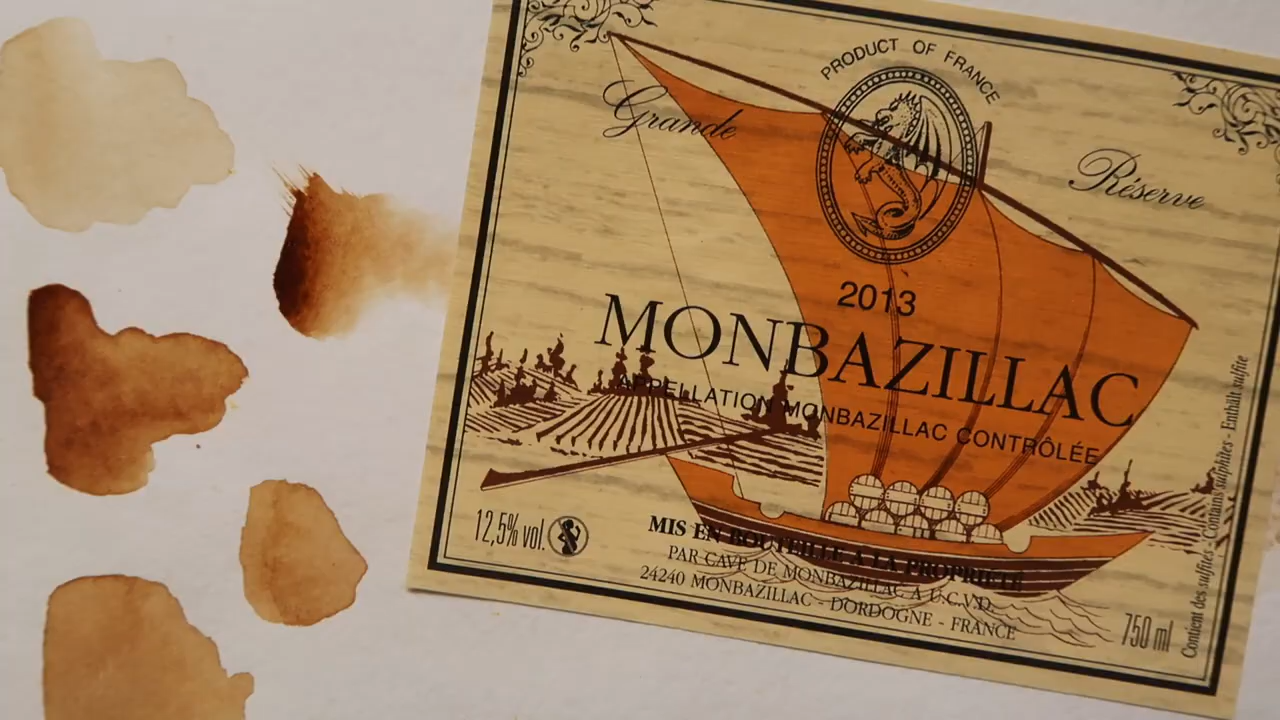 PRODUCT OF FRANCE
Grande Réserve
2013
MONBAZILLAC
APPELLATION MONBAZILLAC CONTRÔLÉE
12,5% vol.
MIS EN BOUTEILLE A LA PROPRIÉTÉ
PAR CAVE DE MONBAZILLAC A U.C.V.D.
24240 MONBAZILLAC - DORDOGNE - FRANCE
750 ml
Contient des sulfites - Contains sulphites - Enthält sulfite